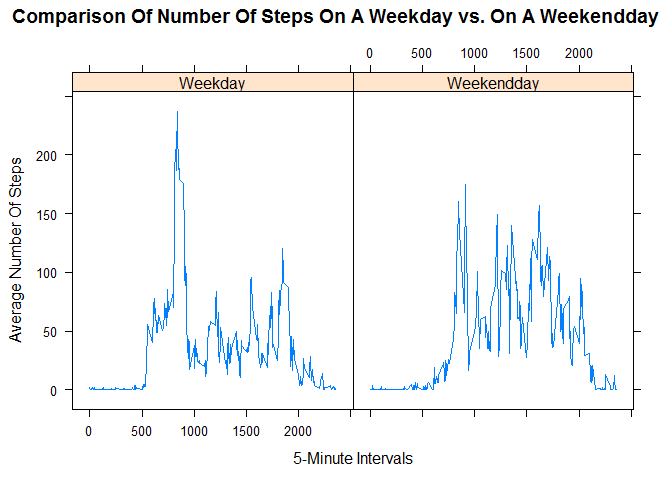 Comparison Of Number Of Steps On A Weekday vs. On A Weekendday
0 500 1000 1500 2000
Weekday Weekendday
200
150
100
50
0
Average Number Of Steps
0 500 1000 1500 2000
5-Minute Intervals